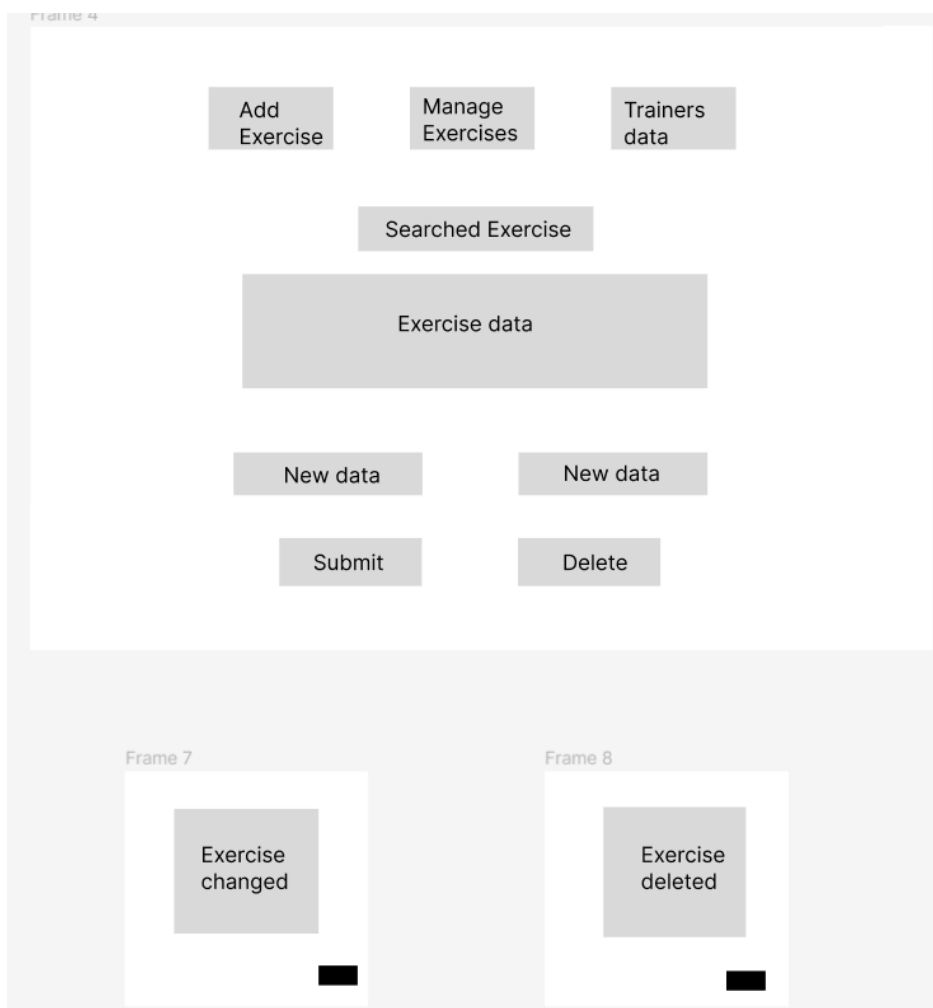 Frame 4
Add
Exercise
Manage
Exercises
Trainers
data
Searched Exercise
Exercise data
New data
New data
Submit
Delete
Frame 7
Frame 8
Exercise
changed
Exercise
deleted